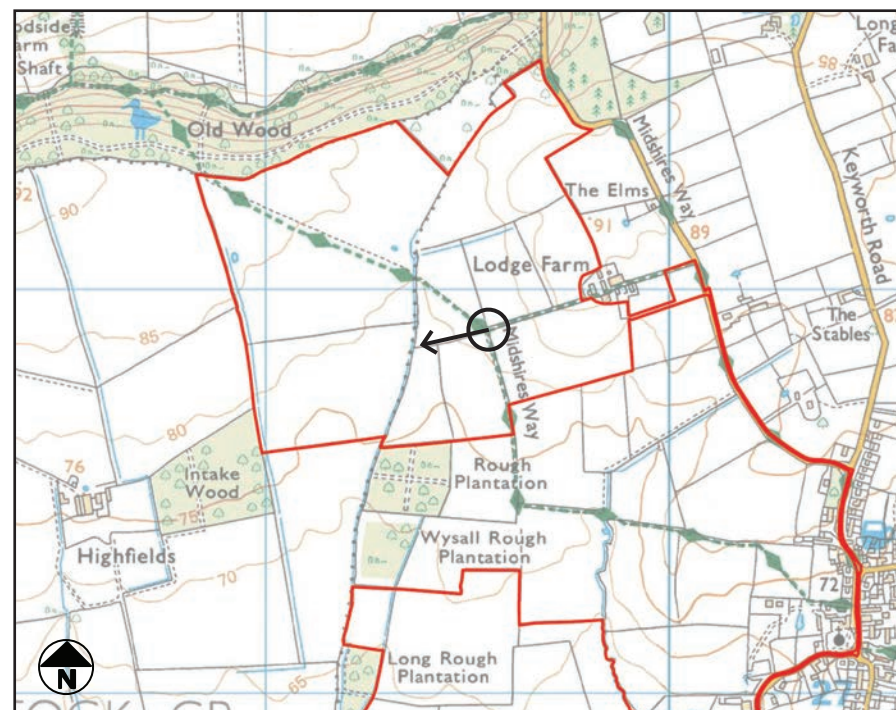 odside
arm
Shaft
Old Wood
92
90
Midshires Way
Long
Fa
85
The Elms
91
89
Keyworth Road
Lodge Farm
The
Stables
85
Midshires Way
80
76
Intake
Wood
75
Rough
Plantation
Highfields
Wysall Rough
Plantation
70
72
N
Long Rough
Plantation
65
27